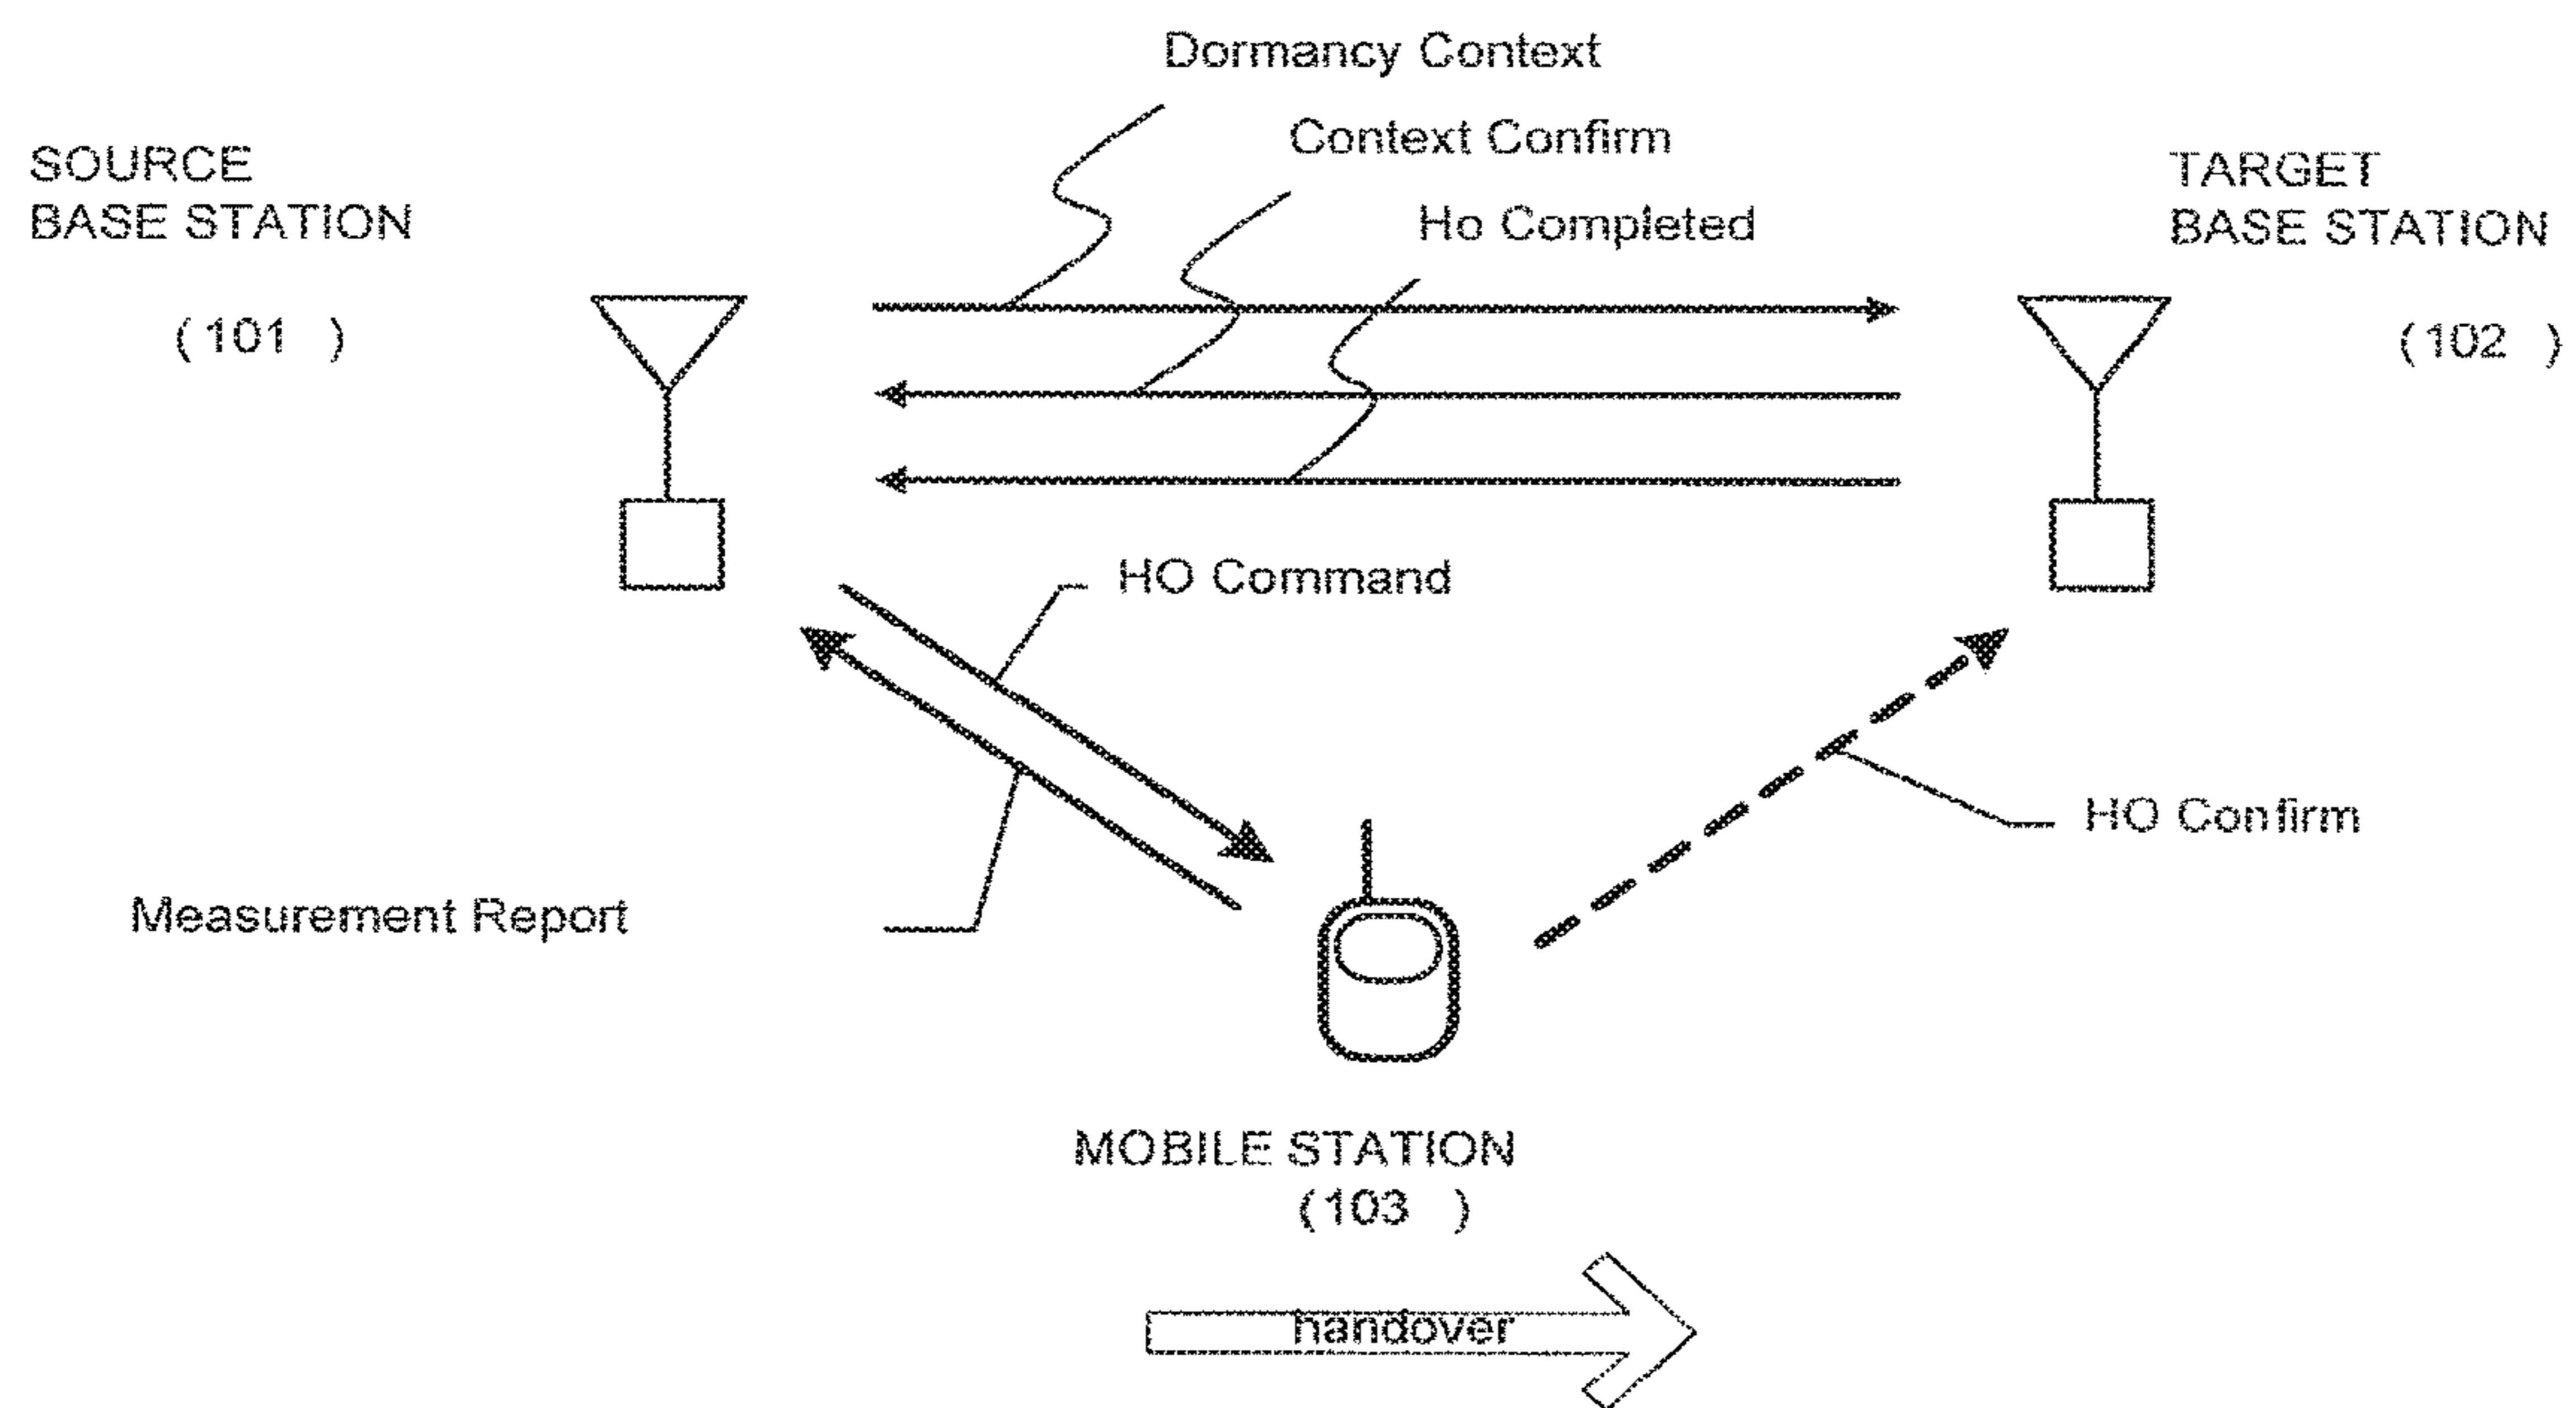 Dormancy Context
Context Confirm
Ho Completed
SOURCE
BASE STATION
(101 )
TARGET
BASE STATION
(102 )
HO Command
HO Confirm
Measurement Report
MOBILE STATION
(103 )
handover